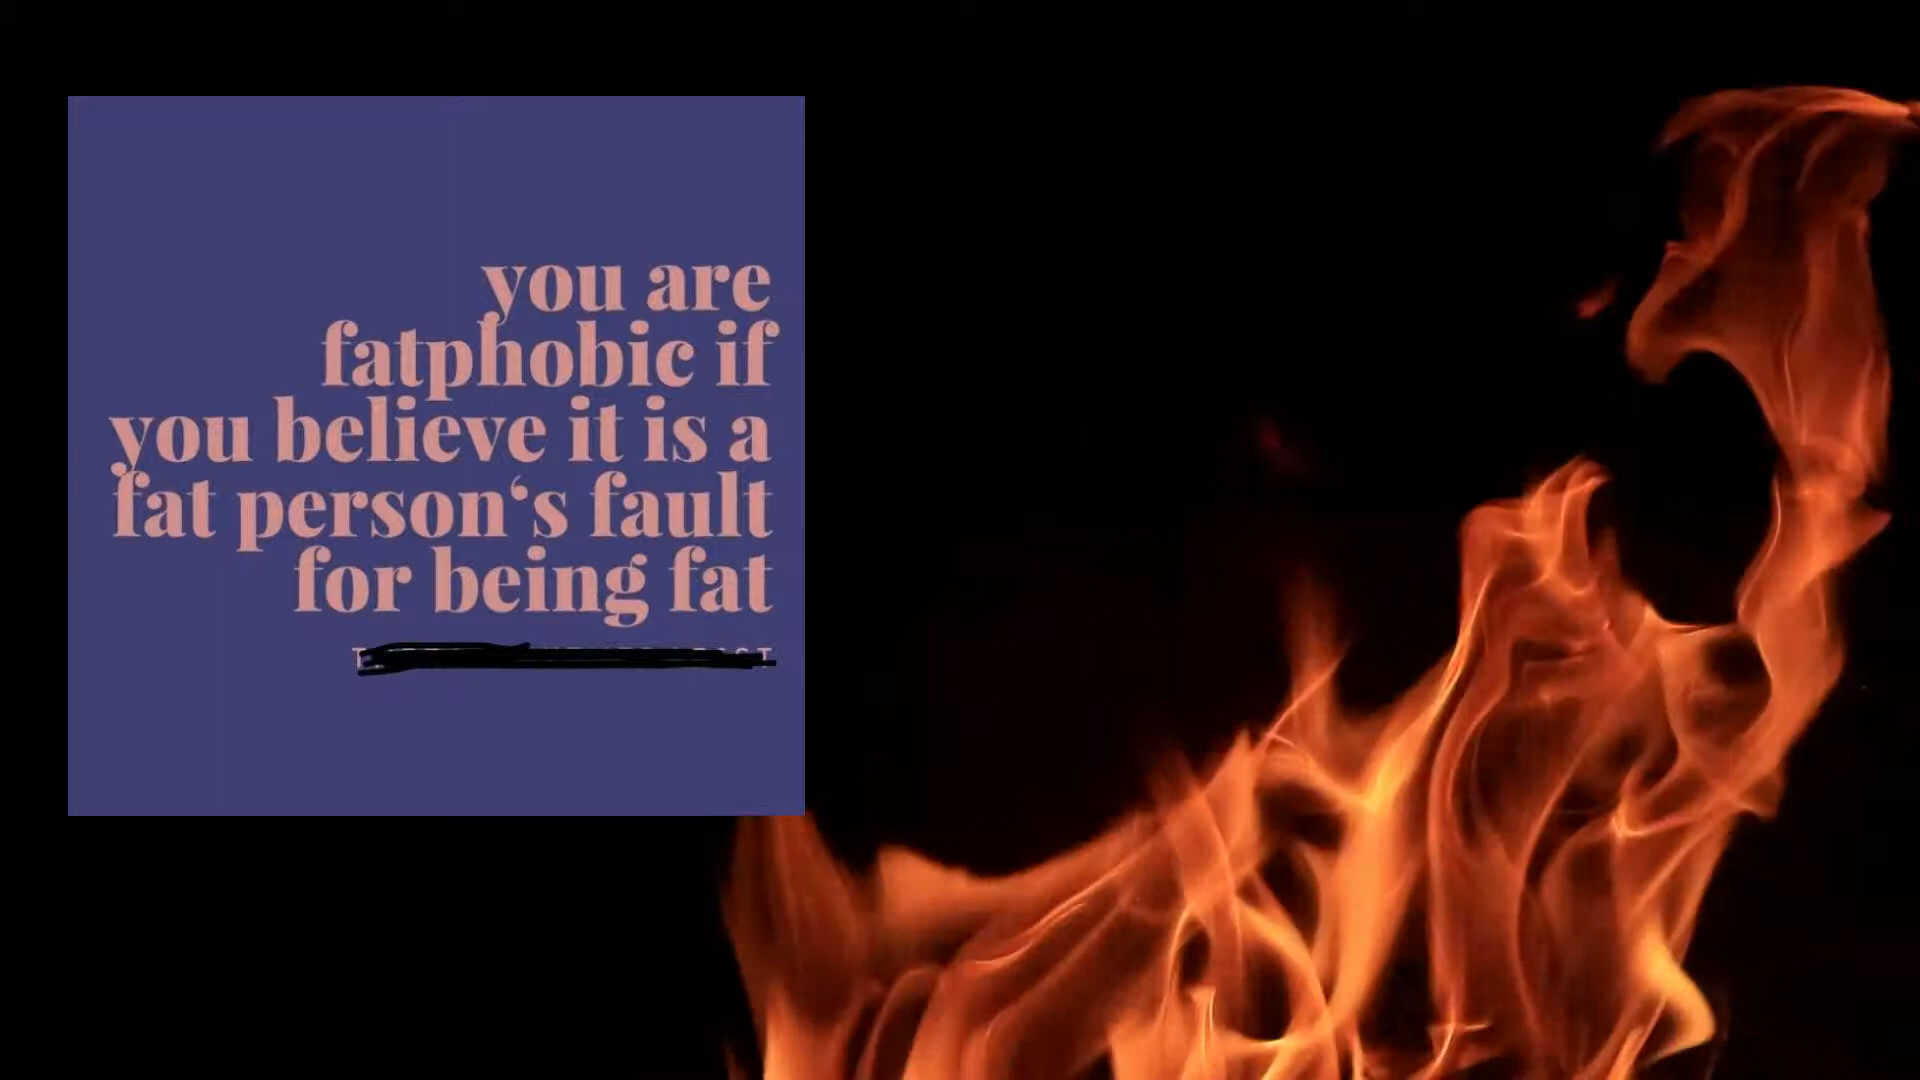 you are
fatphobic if
you believe it is a
fat person‘s fault
for being fat